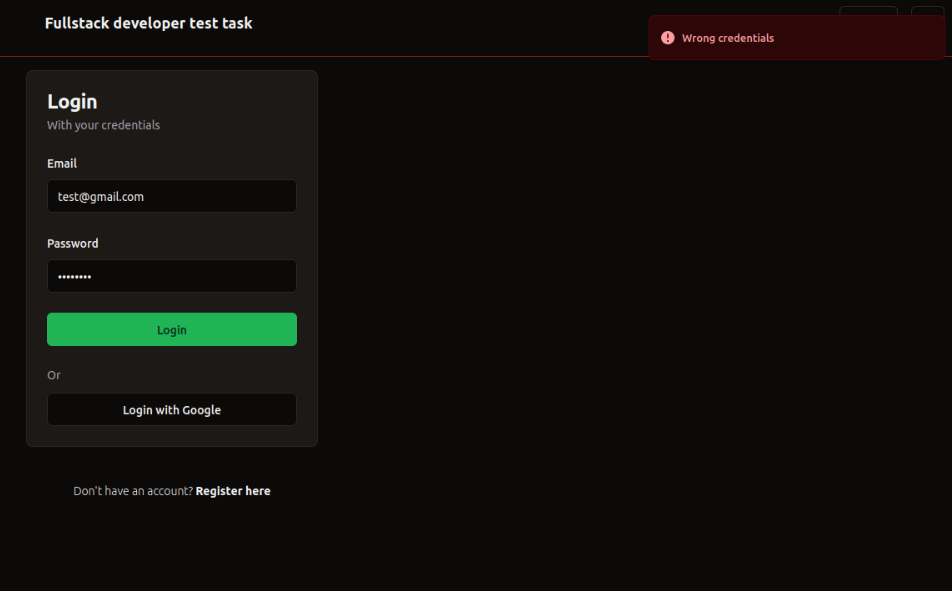 Fullstack developer test task
Wrong credentials
Login
With your credentials
Email
test@gmail.com
Password
••••••••
Login
Or
Login with Google
Don't have an account? Register here